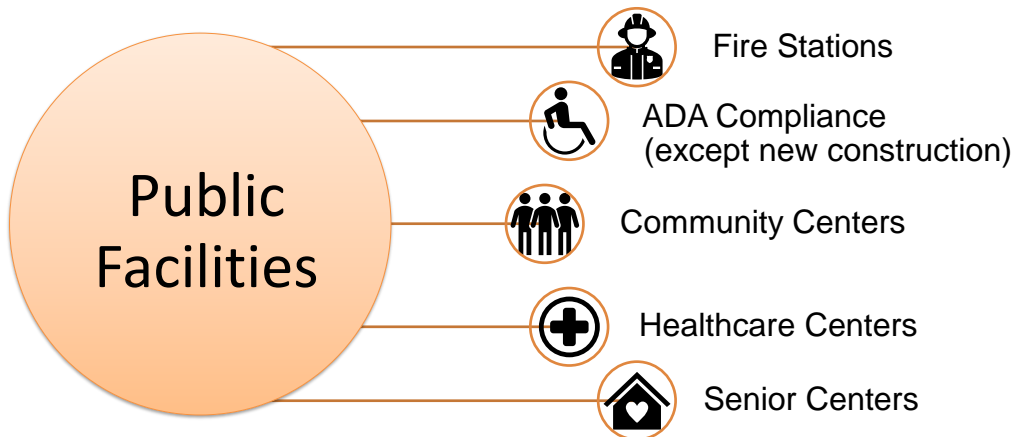 Public
Facilities
Fire Stations
ADA Compliance
(except new construction)
Community Centers
Healthcare Centers
Senior Centers